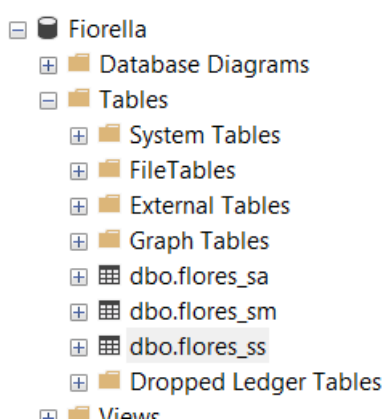 Fiorella
Database Diagrams
Tables
System Tables
FileTables
External Tables
Graph Tables
dbo.flores_sa
dbo.flores_sm
dbo.flores_ss
Dropped Ledger Tables
Views